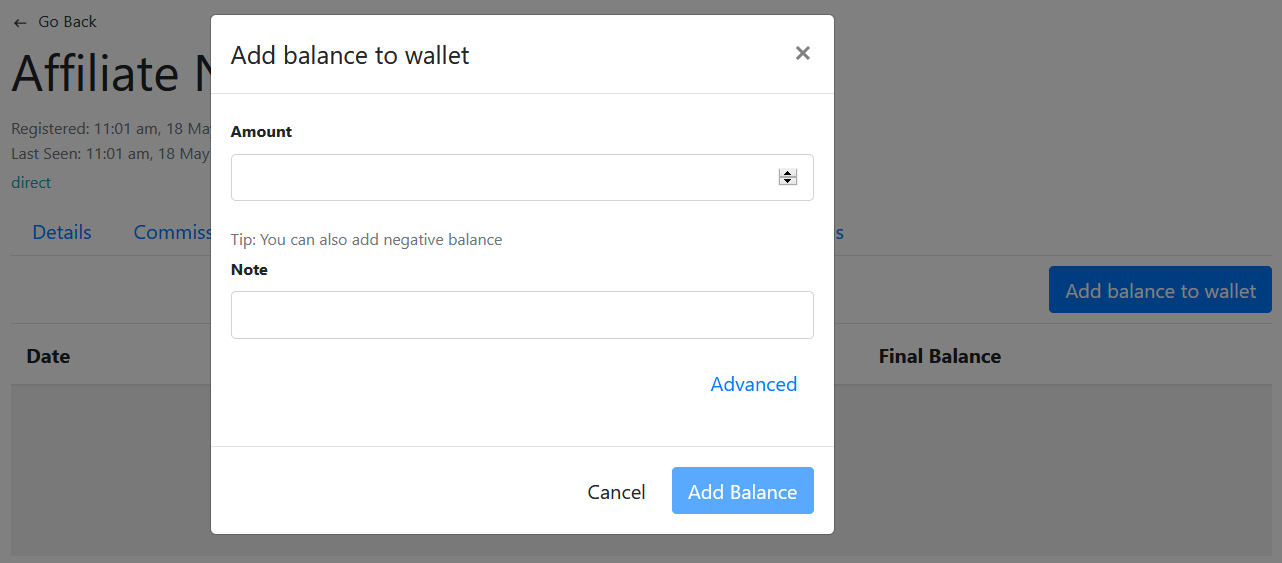 ← Go Back
Affiliate
Registered: 11:01 am, 18
Last Seen: 11:01 am, 18 May
direct
Details
Add balance to wallet
Date
Final Balance
Add balance to wallet ×
Amount
Tip: You can also add negative balance
Note
Advanced
Cancel Add Balance